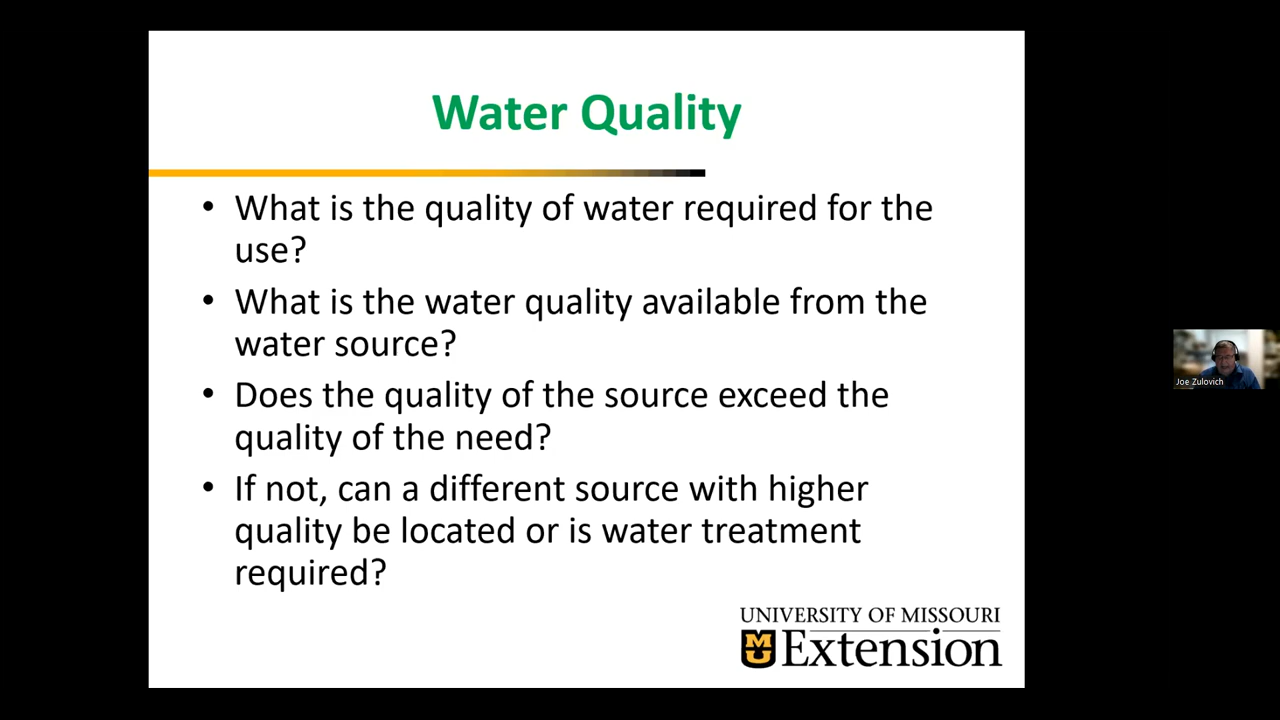 Water Quality
• What is the quality of water required for the
use?
• What is the water quality available from the
water source?
• Does the quality of the source exceed the
quality of the need?
• If not, can a different source with higher
quality be located or is water treatment
required?
UNIVERSITY OF MISSOURI
MU Extension
Joe Zulovich